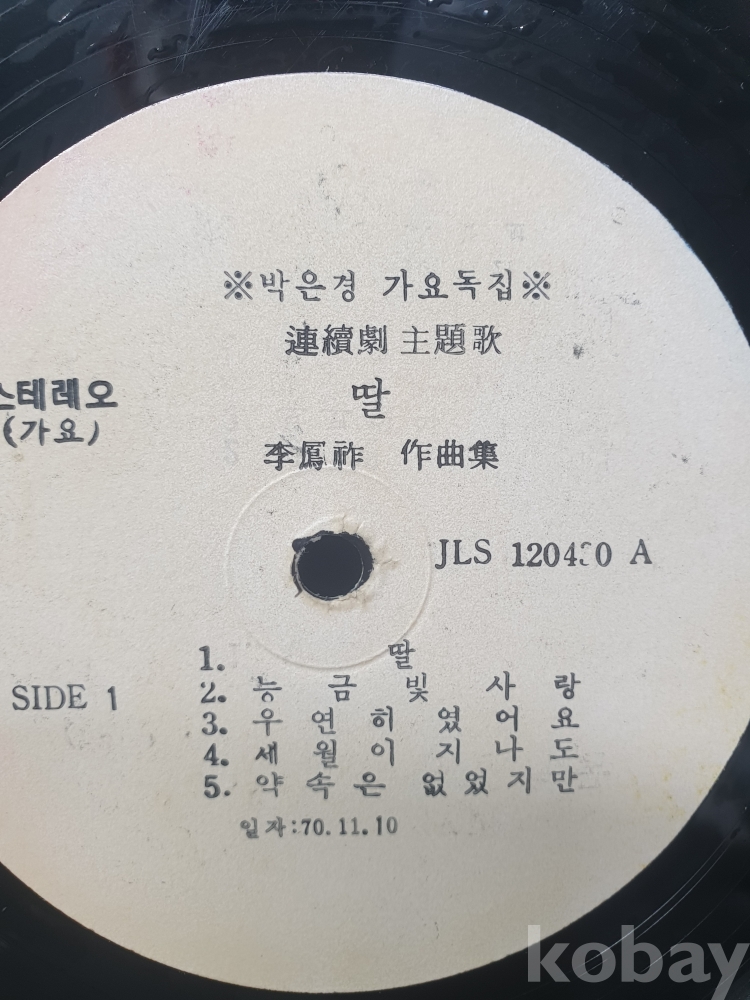 ※박은경 가요독집※
連續劇 主題歌
딸
스테레오
(가요)
李鳳祚 作曲集
JLS A
SIDE 1
1. 딸
2. 능금빛 사랑
3. 우연히 였어요
4. 세월이 지나도
5. 약속은 없었지만
일자:70.11.10
kobay